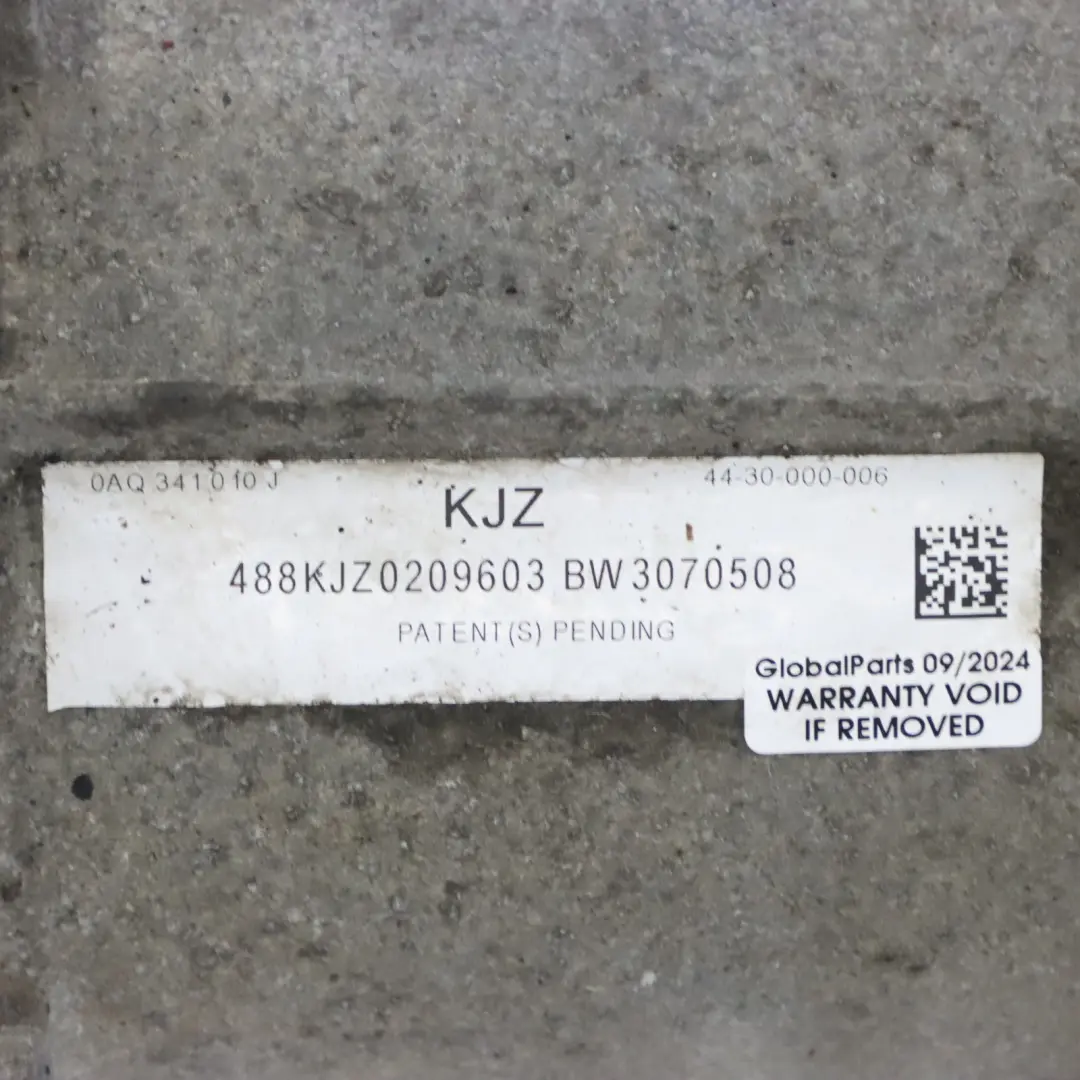 0AQ 341 010 J
44-30-000-006
KJZ
488KJZ0209603 BW3070508
PATENT(S) PENDING
GlobalParts 09/2024
WARRANTY VOID
IF REMOVED